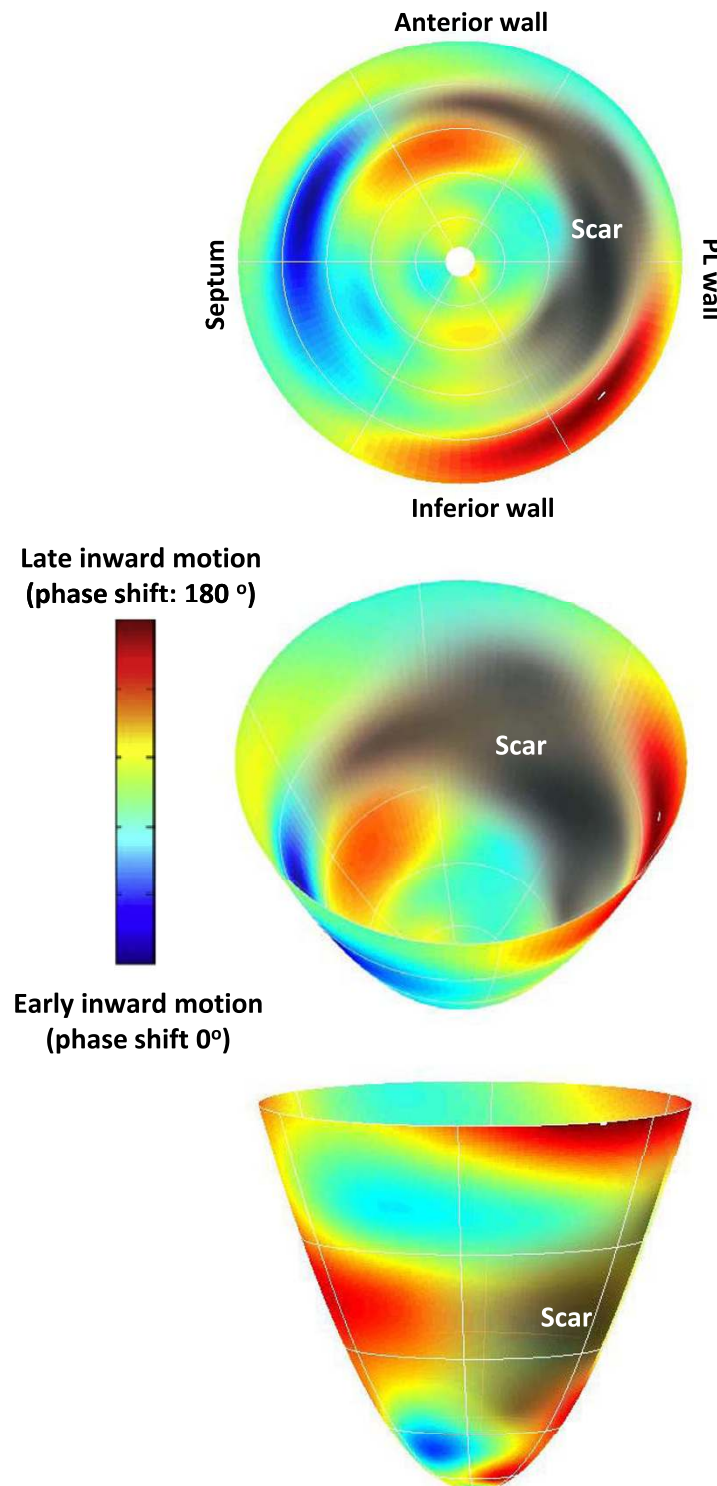 Anterior wall
Scar
Septum
PL wall
Inferior wall
Late inward motion
(phase shift: 180 °)
Scar
Early inward motion
(phase shift 0°)
Scar